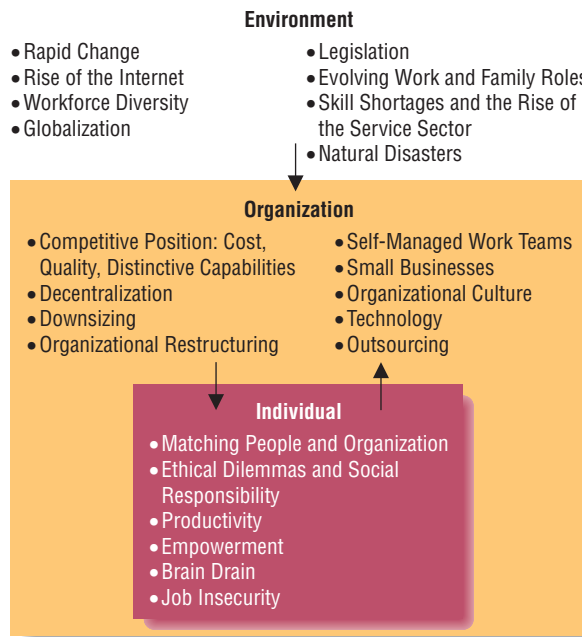 Environment
• Rapid Change
• Rise of the Internet
• Workforce Diversity
• Globalization
• Legislation
• Evolving Work and Family Roles
• Skill Shortages and the Rise of
the Service Sector
• Natural Disasters
Organization
• Competitive Position: Cost,
Quality, Distinctive Capabilities
• Decentralization
• Downsizing
• Organizational Restructuring
• Self-Managed Work Teams
• Small Businesses
• Organizational Culture
• Technology
• Outsourcing
Individual
• Matching People and Organization
• Ethical Dilemmas and Social
Responsibility
• Productivity
• Empowerment
• Brain Drain
• Job Insecurity